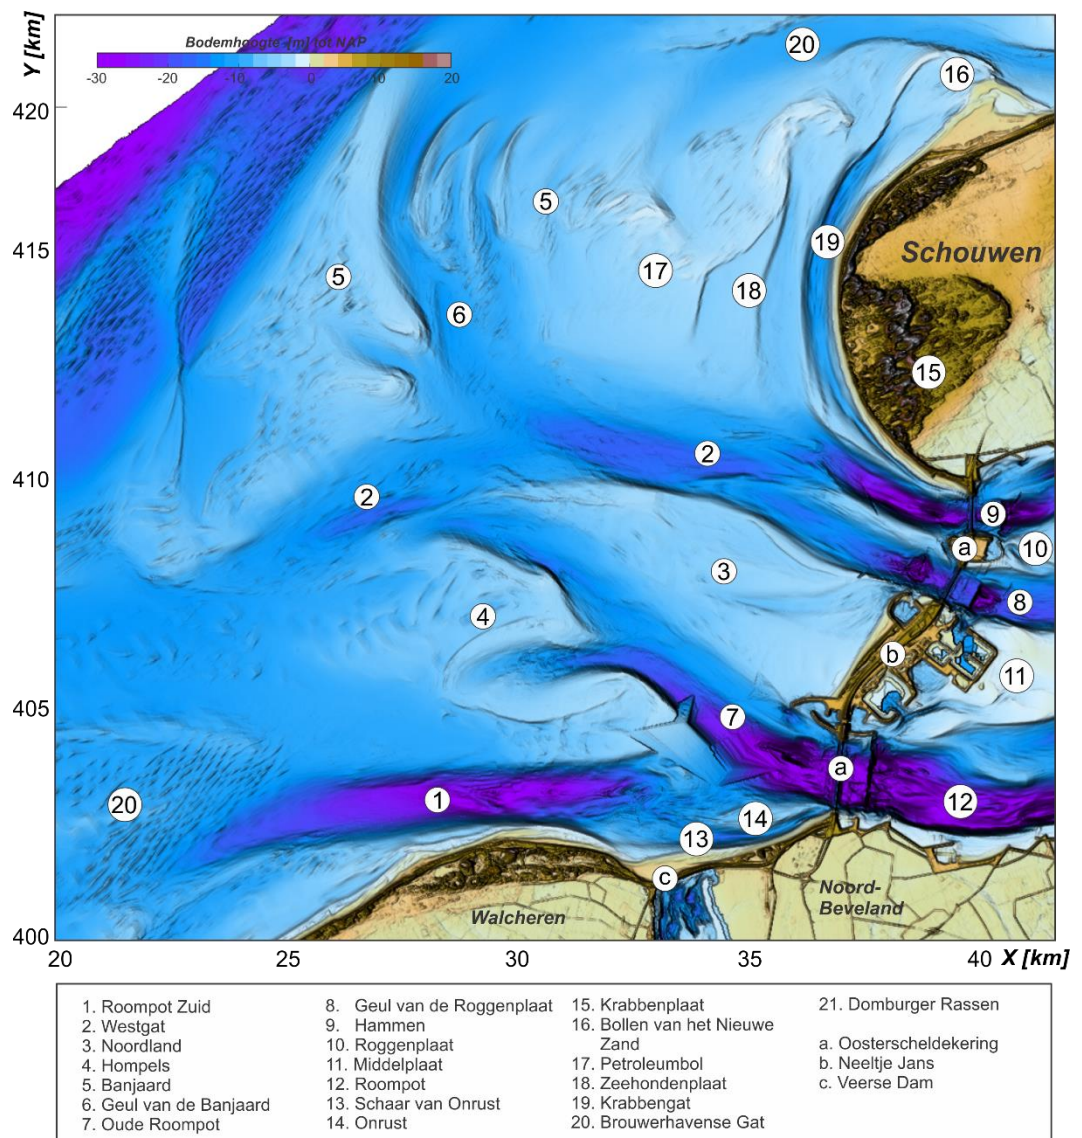 Bodemhoogte -[m] tot NAP
-30 -20 -10 0 10 20
Y [km]
420
415
410
405
400
20 25 30 35 40 X [km]
20
16
5
19
Schouwen
17
5
18
6
15
2
2
9
a
10
3
8
4
b
11
7
a
1
12
20
14
13
c
Noord-
Beveland
Walcheren
1. Roompot Zuid
2. Westgat
3. Noordland
4. Hompels
5. Banjaard
6. Geul van de Banjaard
7. Oude Roompot
8. Geul van de Roggenplaat
9. Hammen
10. Roggenplaat
11. Middelplaat
12. Roompot
13. Schaar van Onrust
14. Onrust
15. Krabbenplaat
16. Bollen van het Nieuwe
Zand
17. Petroleumbol
18. Zeehondenplaat
19. Krabbengat
20. Brouwerhavense Gat
21. Domburger Rassen
a. Oosterscheldekering
b. Neeltje Jans
c. Veerse Dam